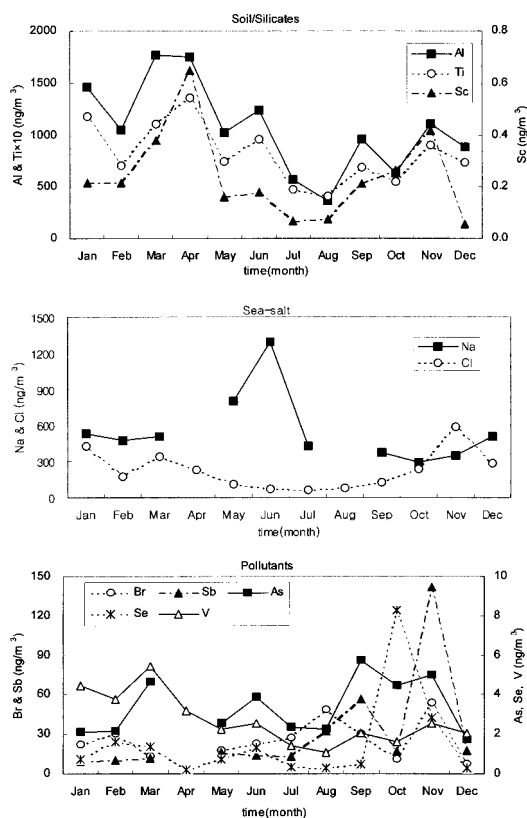 Soil/Silicates
2000
1500
1000
500
0
0.8
0.6
0.4
0.2
0.0
Al & Ti×10 (ng/m³)
Sc (ng/m³)
Al
Ti
Sc
Jan Feb Mar Apr May Jun Jul Aug Sep Oct Nov Dec
time(month)
Sea-salt
1500
1200
900
600
300
0
Na & Cl (ng/m³)
Na
Cl
Jan Feb Mar Apr May Jun Jul Aug Sep Oct Nov Dec
time(month)
Pollutants
150
120
90
60
30
0
10
8
6
4
2
0
Br & Sb (ng/m³)
As, Se, V (ng/m³)
Br Sb As
Se V
Jan Feb Mar Apr May Jun Jul Aug Sep Oct Nov Dec
time(month)